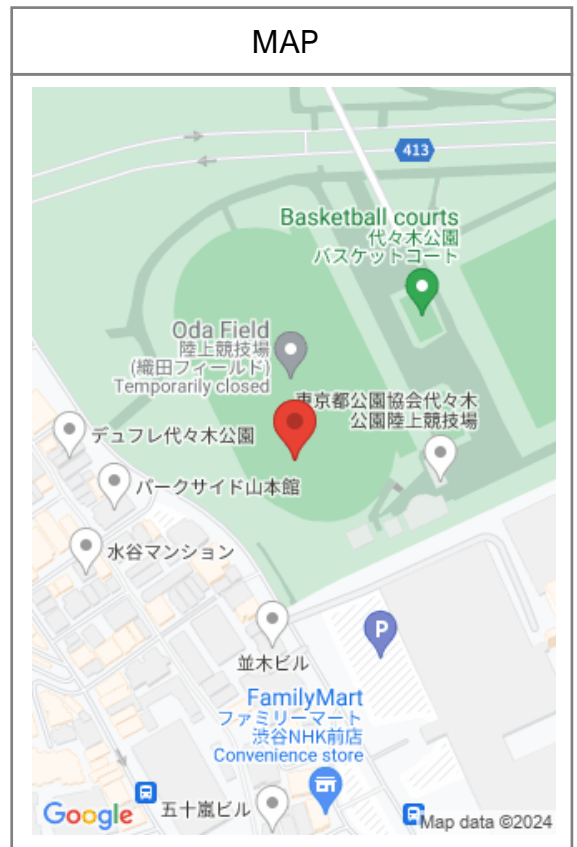 MAP
413
Basketball courts
代々木公園
バスケットコート
Oda Field
陸上競技場
(織田フィールド)
Temporarily closed
東京都公園協会代々木
公園陸上競技場
デュフレ代々木公園
パークサイド山本館
水谷マンション
P
並木ビル
FamilyMart
ファミリーマート
渋谷NHK前店
Convenience store
五十嵐ビル
Google
Map data ©2024